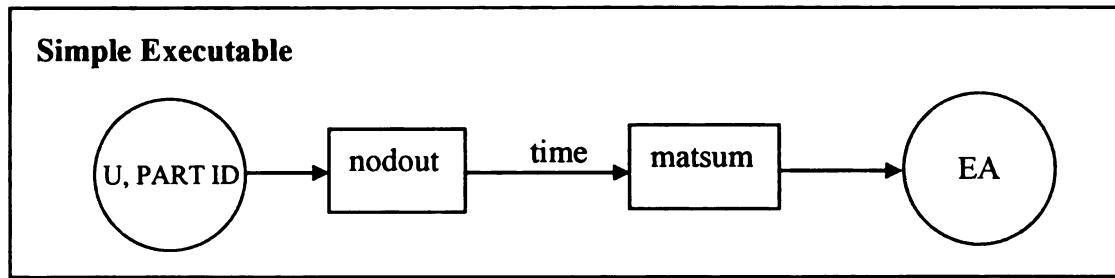 Simple Executable
U, PART ID
nodout
time
matsum
EA